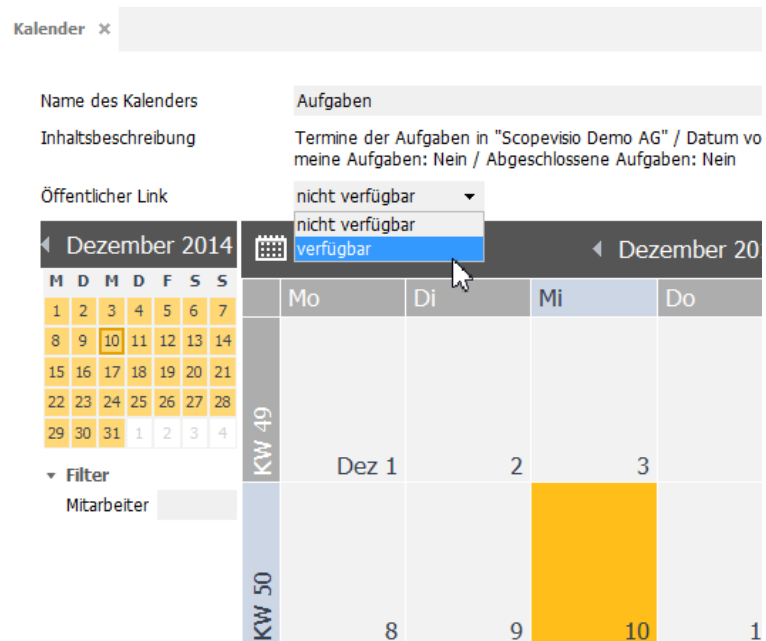 Kalender ×
Name des Kalenders Aufgaben
Inhaltsbeschreibung Termine der Aufgaben in "Scopevisio Demo AG" / Datum vo
meine Aufgaben: Nein / Abgeschlossene Aufgaben: Nein
Öffentlicher Link nicht verfügbar
nicht verfügbar
verfügbar
Dezember 2014
M D M D F S S
1 2 3 4 5 6 7
8 9 10 11 12 13 14
15 16 17 18 19 20 21
22 23 24 25 26 27 28
29 30 31 1 2 3 4
Filter
Mitarbeiter
Dezember 20
Mo Di Mi Do
KW 49
Dez 1 2 3
KW 50
8 9 10 1